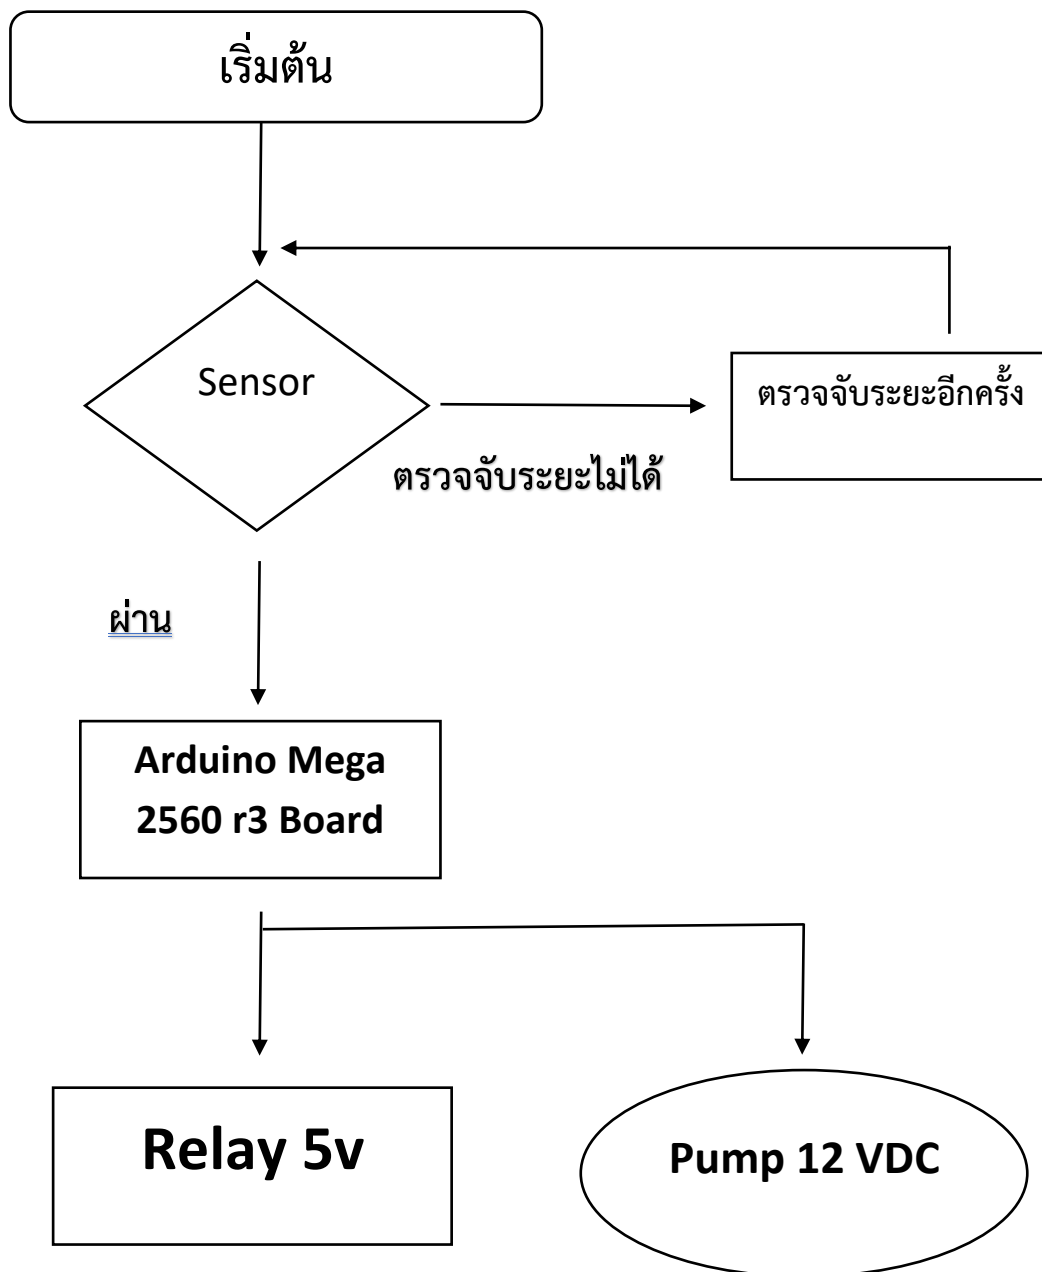 เริ่มต้น
Sensor
ตรวจจับระยะอีกครั้ง
ตรวจจับระยะไม่ได้
ผ่าน
Arduino Mega
2560 r3 Board
Relay 5v
Pump 12 VDC